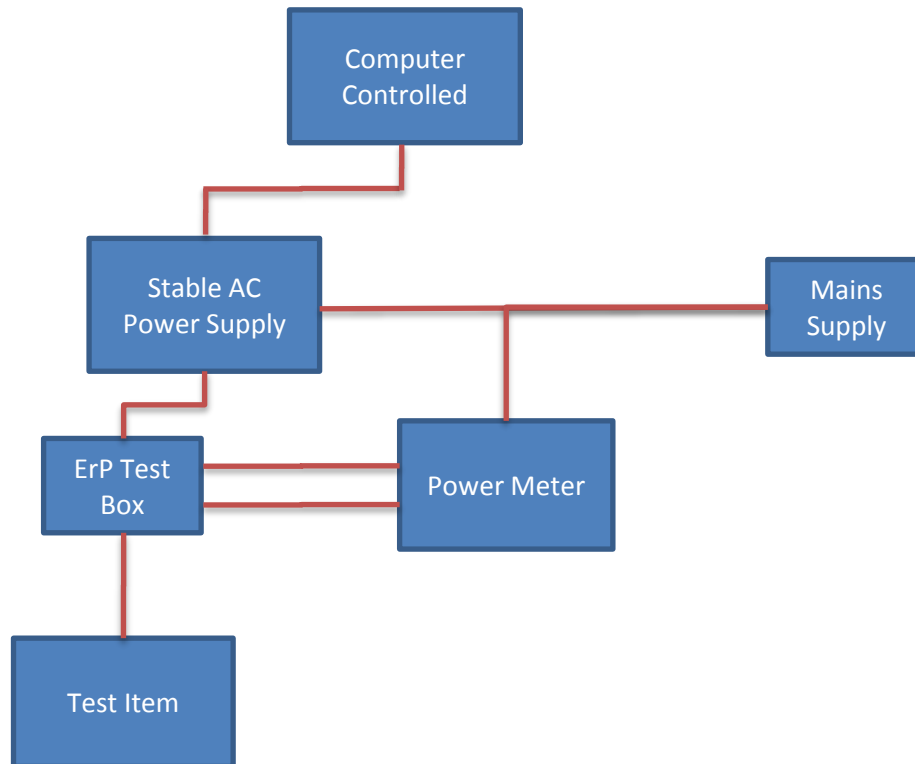 Computer
Controlled
Stable AC
Power Supply
Mains
Supply
ErP Test
Box
Power Meter
Test Item